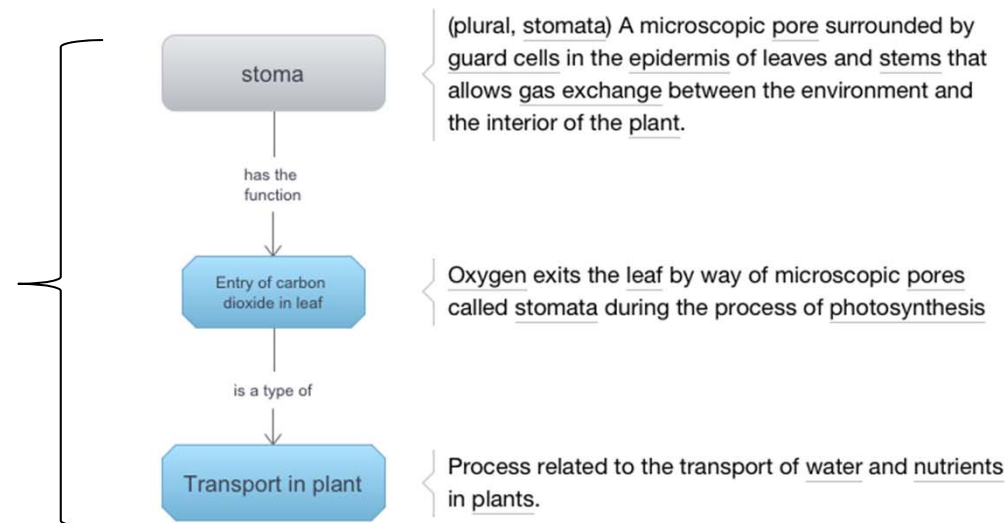 stoma
(plural, stomata) A microscopic pore surrounded by
guard cells in the epidermis of leaves and stems that
allows gas exchange between the environment and
the interior of the plant.
has the
function
Entry of carbon
dioxide in leaf
Oxygen exits the leaf by way of microscopic pores
called stomata during the process of photosynthesis
is a type of
Transport in plant
Process related to the transport of water and nutrients
in plants.